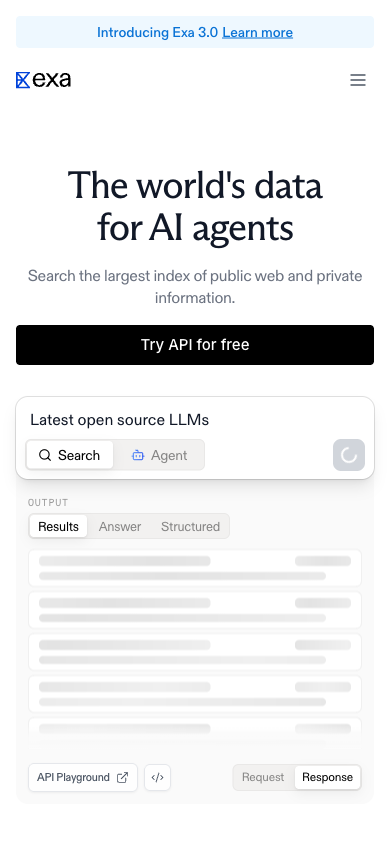 Introducing Exa 3.0 Learn more
exa
The world's data
for AI agents
Search the largest index of public web and private
information.
Try API for free
Latest open source LLMs
Search Agent
OUTPUT
Results Answer Structured
API Playground </> Request Response